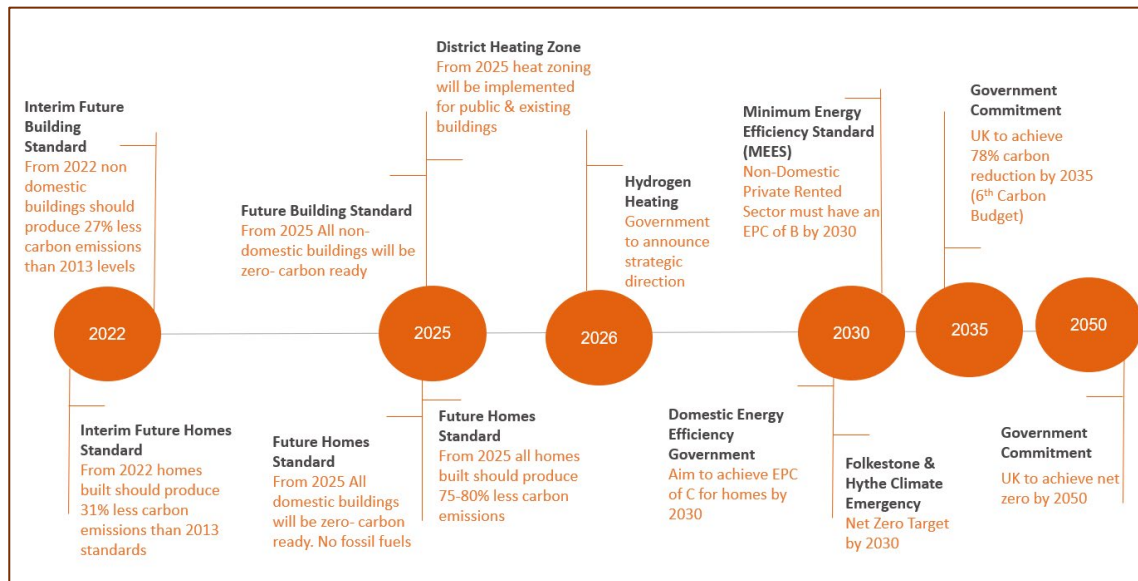 Interim Future
Building
Standard
From 2022 non
domestic
buildings should
produce 27% less
carbon emissions
than 2013 levels
Future Building Standard
From 2025 All non-
domestic buildings will be
zero- carbon ready
District Heating Zone
From 2025 heat zoning
will be implemented
for public & existing
buildings
Hydrogen
Heating
Government
to announce
strategic
direction
Minimum Energy
Efficiency Standard
(MEES)
Non-Domestic
Private Rented
Sector must have an
EPC of B by 2030
Government
Commitment
UK to achieve
78% carbon
reduction by 2035
(6th Carbon
Budget)
2022
2025
2026
2030
2035
2050
Interim Future Homes
Standard
From 2022 homes
built should produce
31% less carbon
emissions than 2013
standards
Future Homes
Standard
From 2025 All
domestic buildings
will be zero- carbon
ready. No fossil fuels
Future Homes
Standard
From 2025 all homes
built should produce
75-80% less carbon
emissions
Domestic Energy
Efficiency
Government
Aim to achieve EPC
of C for homes by
2030
Folkestone &
Hythe Climate
Emergency
Net Zero Target
by 2030
Government
Commitment
UK to achieve net
zero by 2050